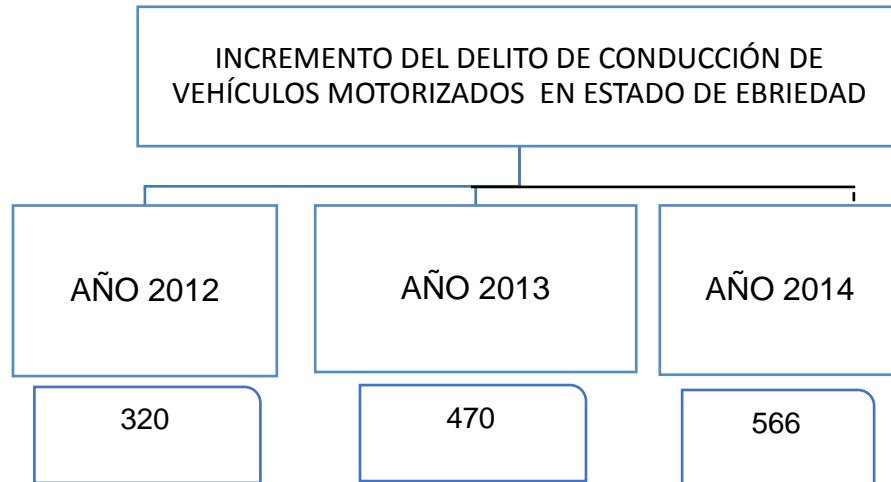 INCREMENTO DEL DELITO DE CONDUCCIÓN DE
VEHÍCULOS MOTORIZADOS  EN ESTADO DE EBRIEDAD
AÑO 2012
AÑO 2013
AÑO 2014
320
470
566